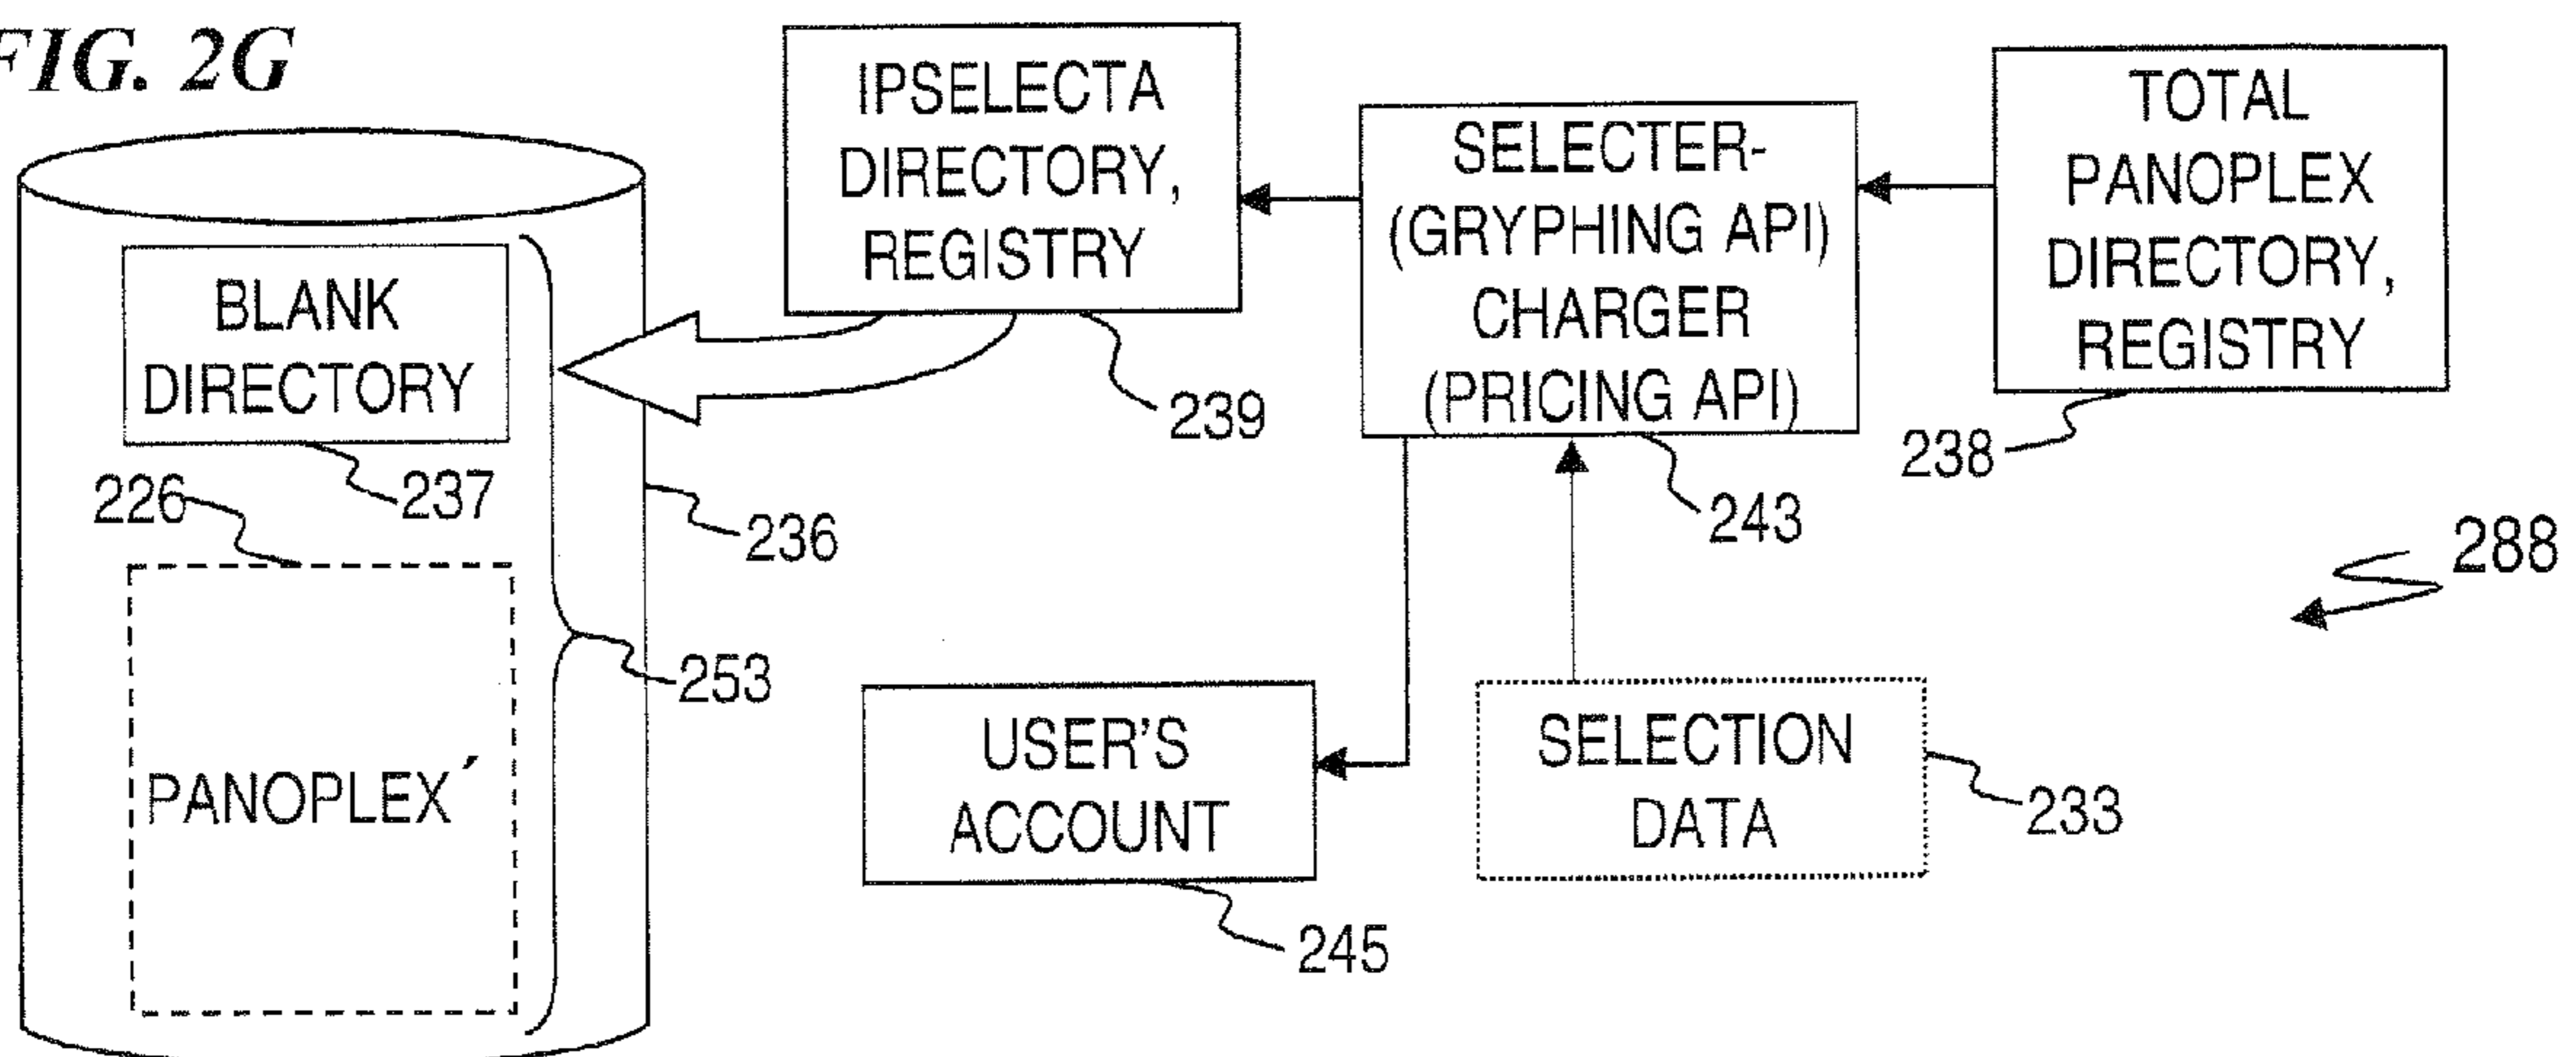 FIG. 2G
IPSELECTA
DIRECTORY,
REGISTRY
239
SELECTER-
(GRYPHING API)
CHARGER
(PRICING API)
243
TOTAL
PANOPLEX
DIRECTORY,
REGISTRY
238
BLANK
DIRECTORY
237
226
236
PANOPLEX´
253
USER'S
ACCOUNT
245
SELECTION
DATA
233
288